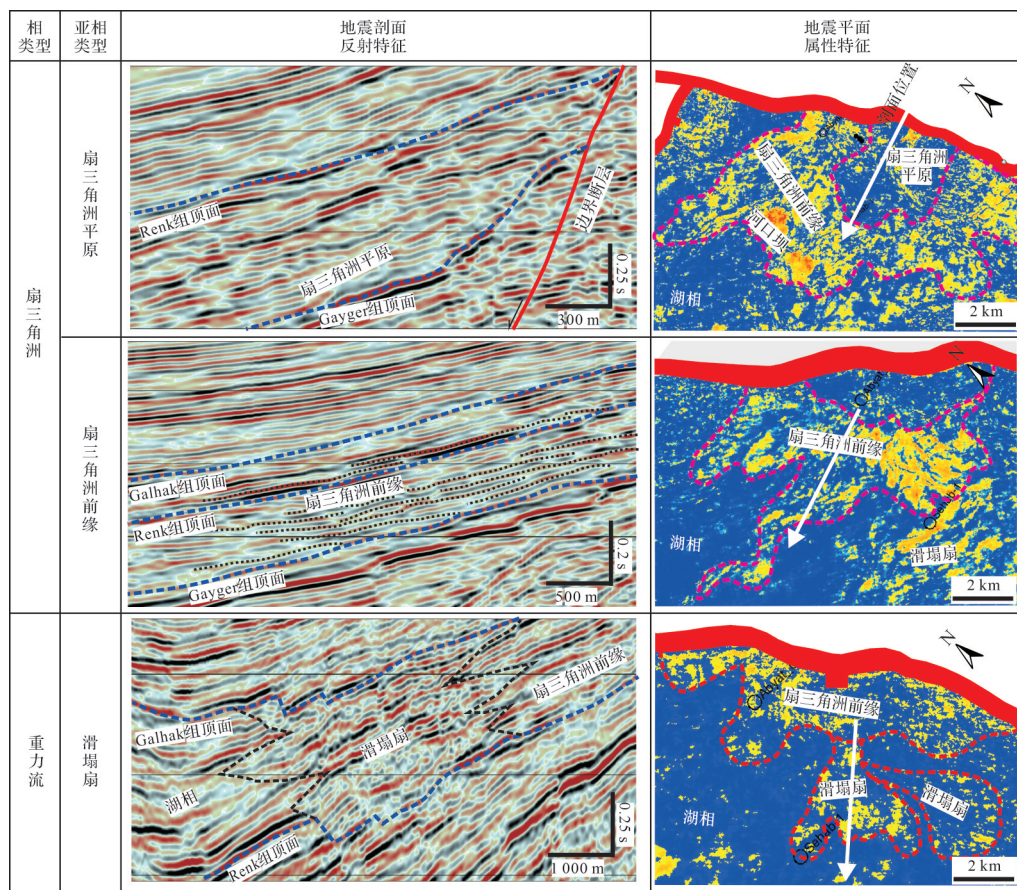 相
类型
亚相
类型
地震剖面
反射特征
地震平面
属性特征
扇三角洲
扇三角洲平原
Renk组顶面
扇三角洲平原
Gayger组顶面
边界断层
0.25 s
300 m
剖面位置
N
扇三角洲
平原
扇三角洲前缘
河口坝
湖相
2 km
扇三角洲前缘
Galhak组顶面
扇三角洲前缘
Renk组顶面
Gayger组顶面
0.2 s
500 m
N
扇三角洲前缘
湖相
滑塌扇
2 km
重力流
滑塌扇
Galhak组顶面
扇三角洲前缘
滑塌扇
湖相
Renk组顶面
0.25 s
1 000 m
N
扇三角洲前缘
滑塌扇
滑塌扇
湖相
2 km